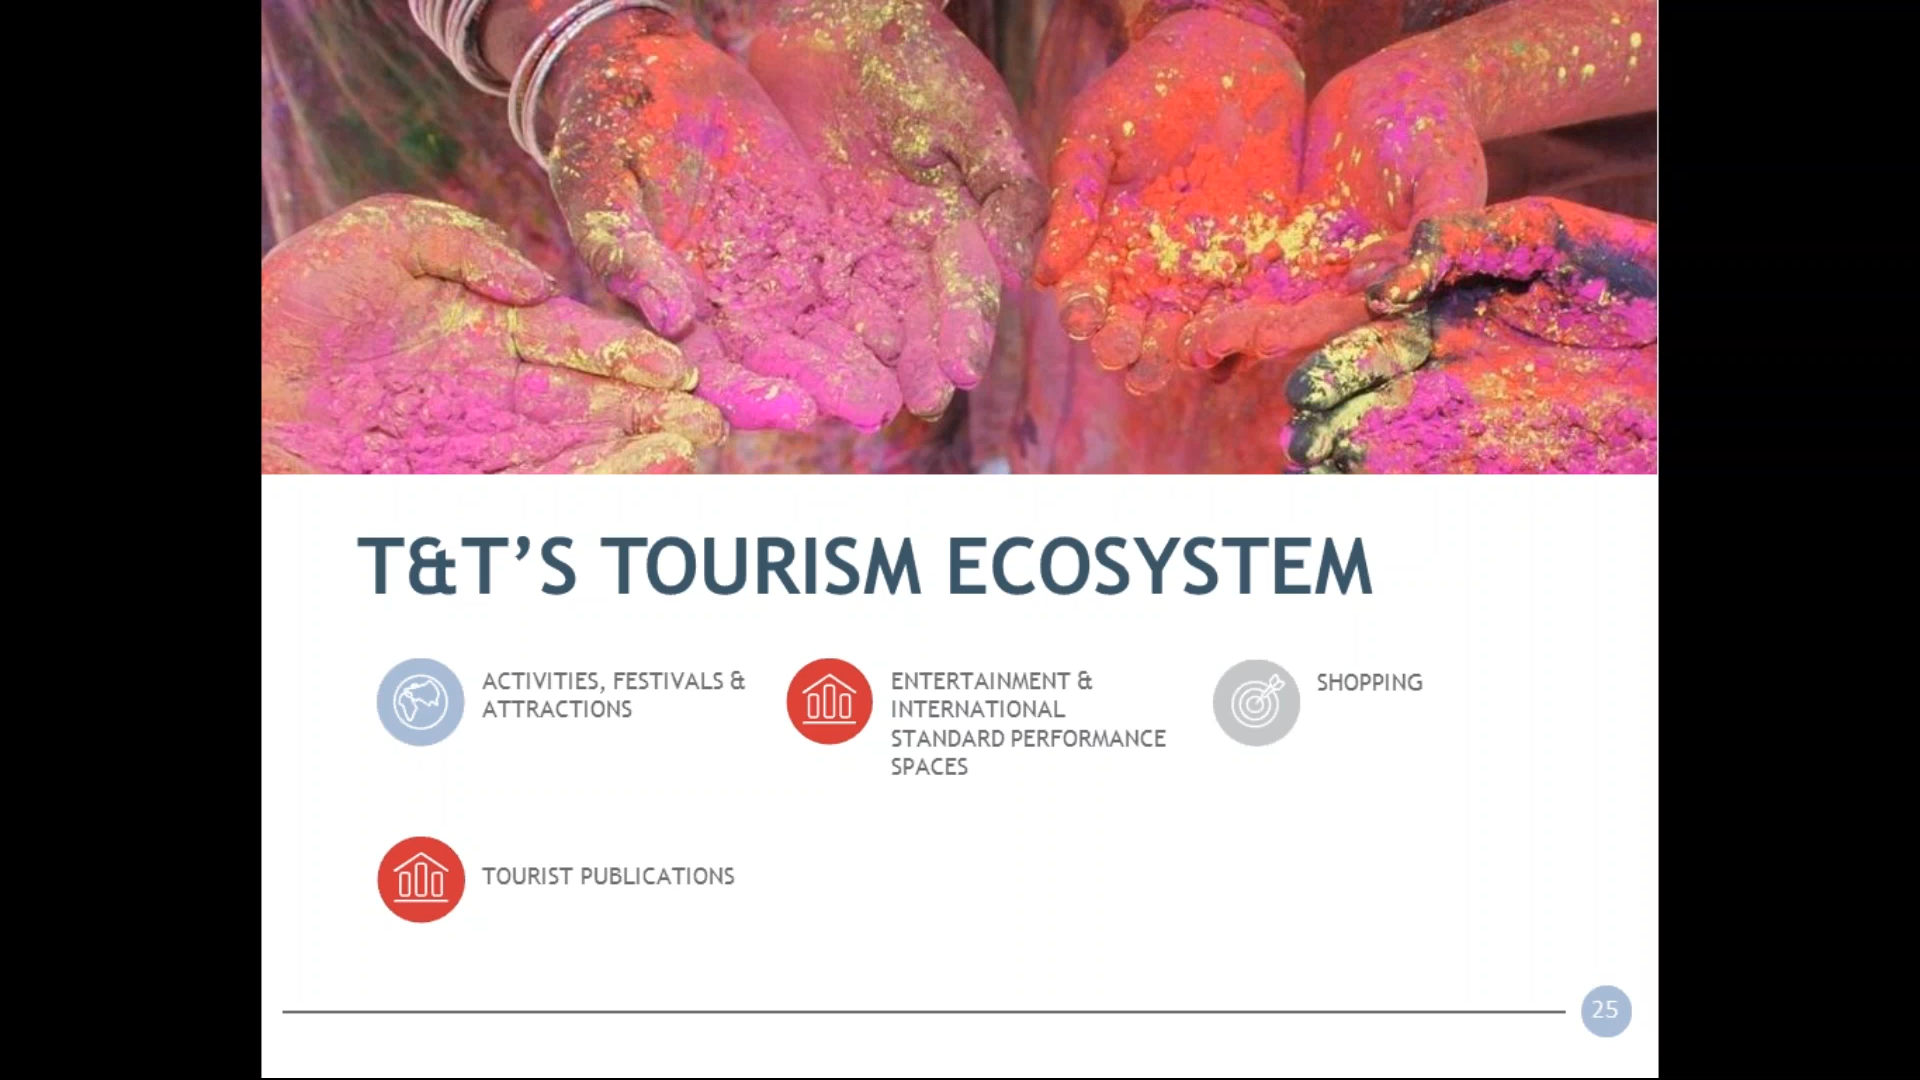 T&T’S TOURISM ECOSYSTEM
ACTIVITIES, FESTIVALS &
ATTRACTIONS
ENTERTAINMENT &
INTERNATIONAL
STANDARD PERFORMANCE
SPACES
SHOPPING
TOURIST PUBLICATIONS
25